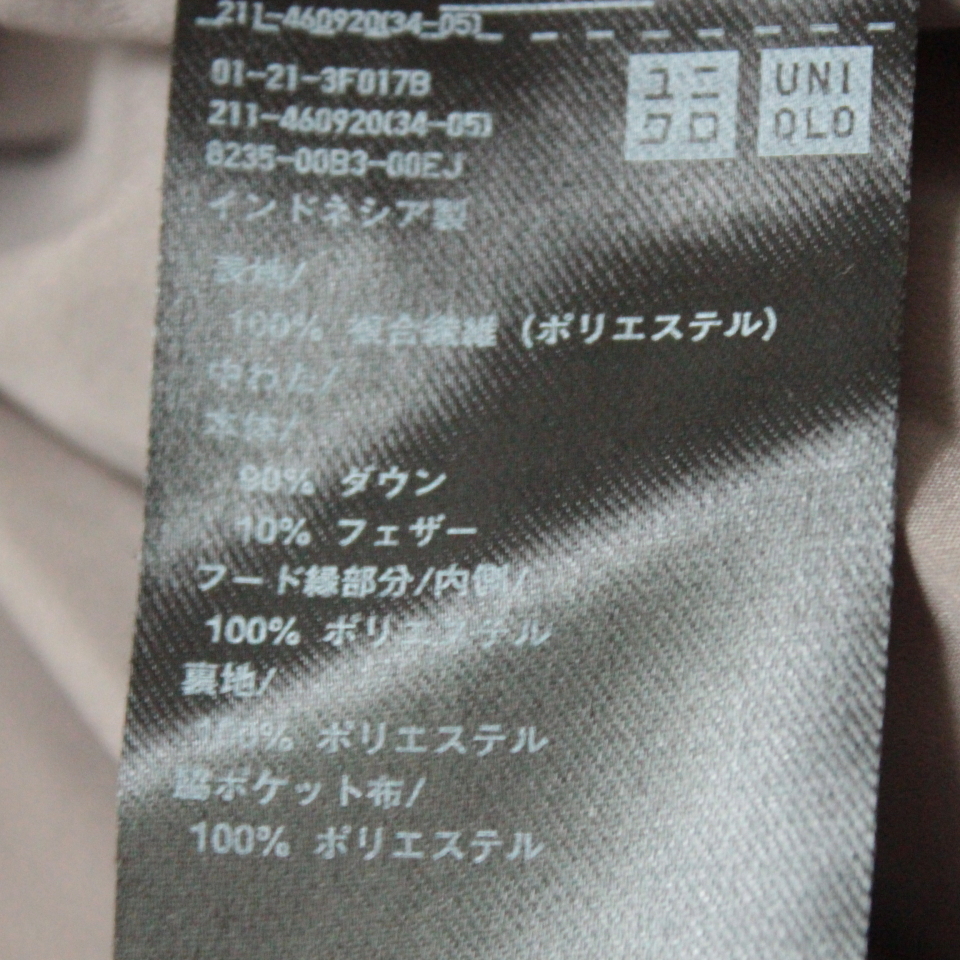 211-460920(34-05)
01-21-3F017B
211-460920(34-05)
8235-00B3-00EJ
ユニ
クロ
UNI
QLO
インドネシア製
表地/
100% 複合繊維 (ポリエステル)
中わた/
本体/
90% ダウン
10% フェザー
フード縁部分/内側/
100% ポリエステル
裏地/
100% ポリエステル
脇ポケット布/
100% ポリエステル